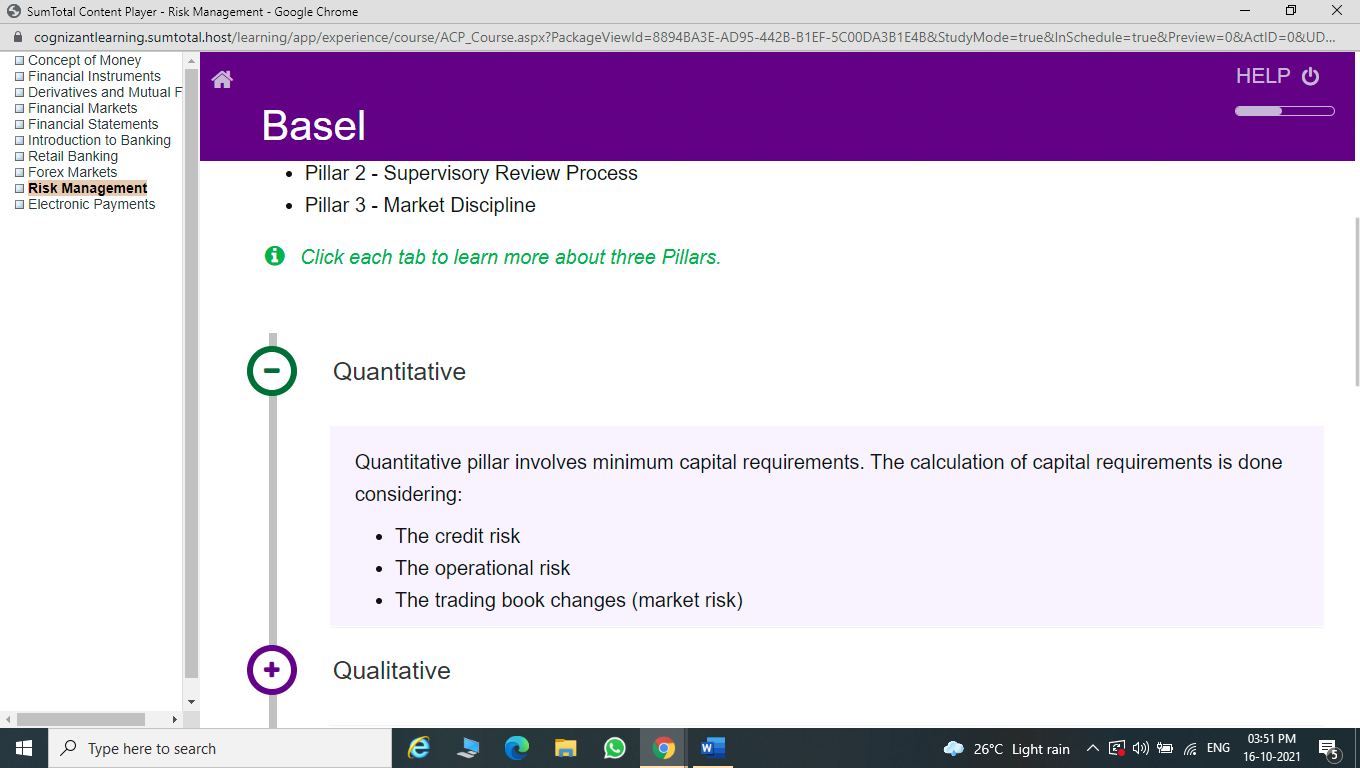 SumTotal Content Player - Risk Management - Google Chrome
cognizantlearning.sumtotal.host/learning/app/experience/course/ACP_Course.aspx?PackageViewId=8894BA3E-AD95-442B-B1EF-5C00DA3B1E4B&StudyMode=true&InSchedule=true&Preview=0&ActID=0&UD...
Concept of Money
Financial Instruments
Derivatives and Mutual F
Financial Markets
Financial Statements
Introduction to Banking
Retail Banking
Forex Markets
Risk Management
Electronic Payments
HELP
Basel
• Pillar 2 - Supervisory Review Process
• Pillar 3 - Market Discipline
Click each tab to learn more about three Pillars.
Quantitative
Quantitative pillar involves minimum capital requirements. The calculation of capital requirements is done
considering:
• The credit risk
• The operational risk
• The trading book changes (market risk)
Qualitative
Type here to search
26°C Light rain
ENG
03:51 PM
16-10-2021
5